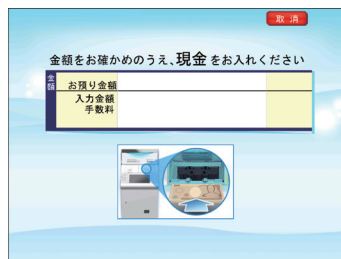 取消
金額をお確かめのうえ、現金をお入れください
金額
お預り金額
入力金額
手数料